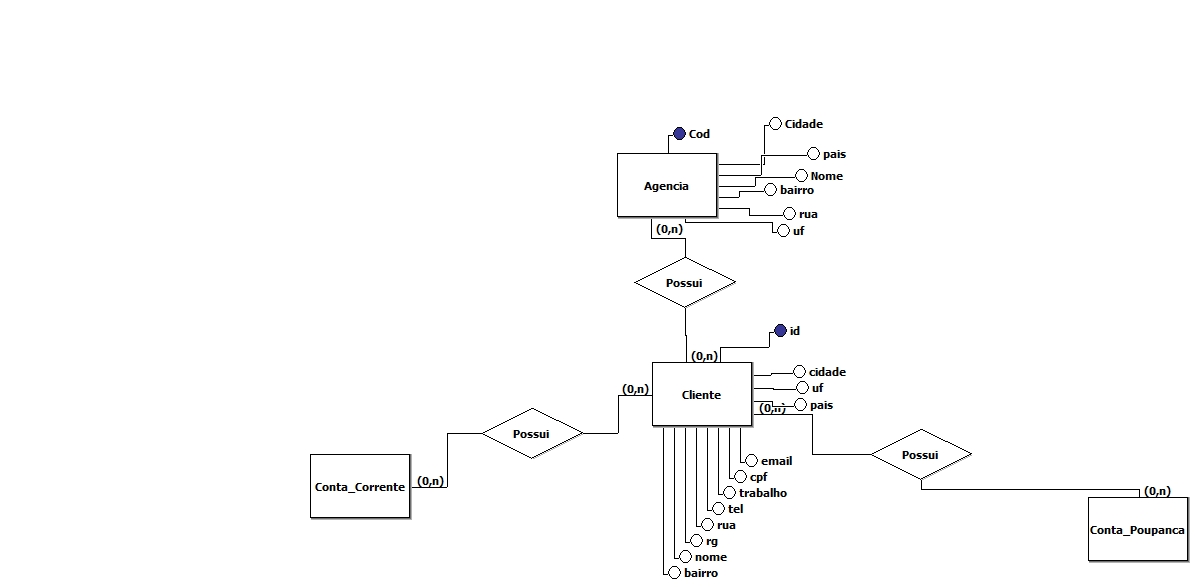 Cidade
Cod
pais
Nome
Agencia
bairro
rua
(0,n)
uf
Possui
id
(0,n)
cidade
(0,n)
uf
Cliente
pais
(0,n)
Possui
Possui
email
(0,n)
cpf
Conta_Corrente
trabalho
(0,n)
tel
rua
Conta_Poupanca
rg
nome
bairro